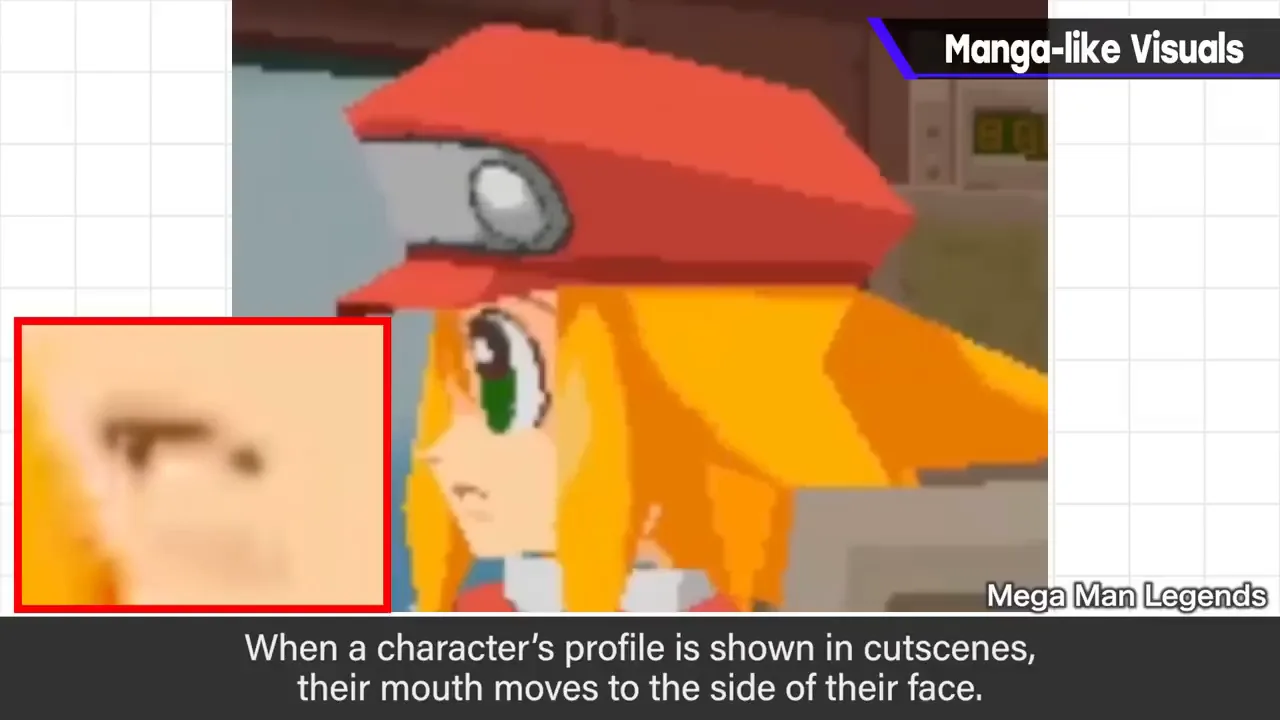 Manga-like Visuals
Mega Man Legends
When a character's profile is shown in cutscenes,
their mouth moves to the side of their face.